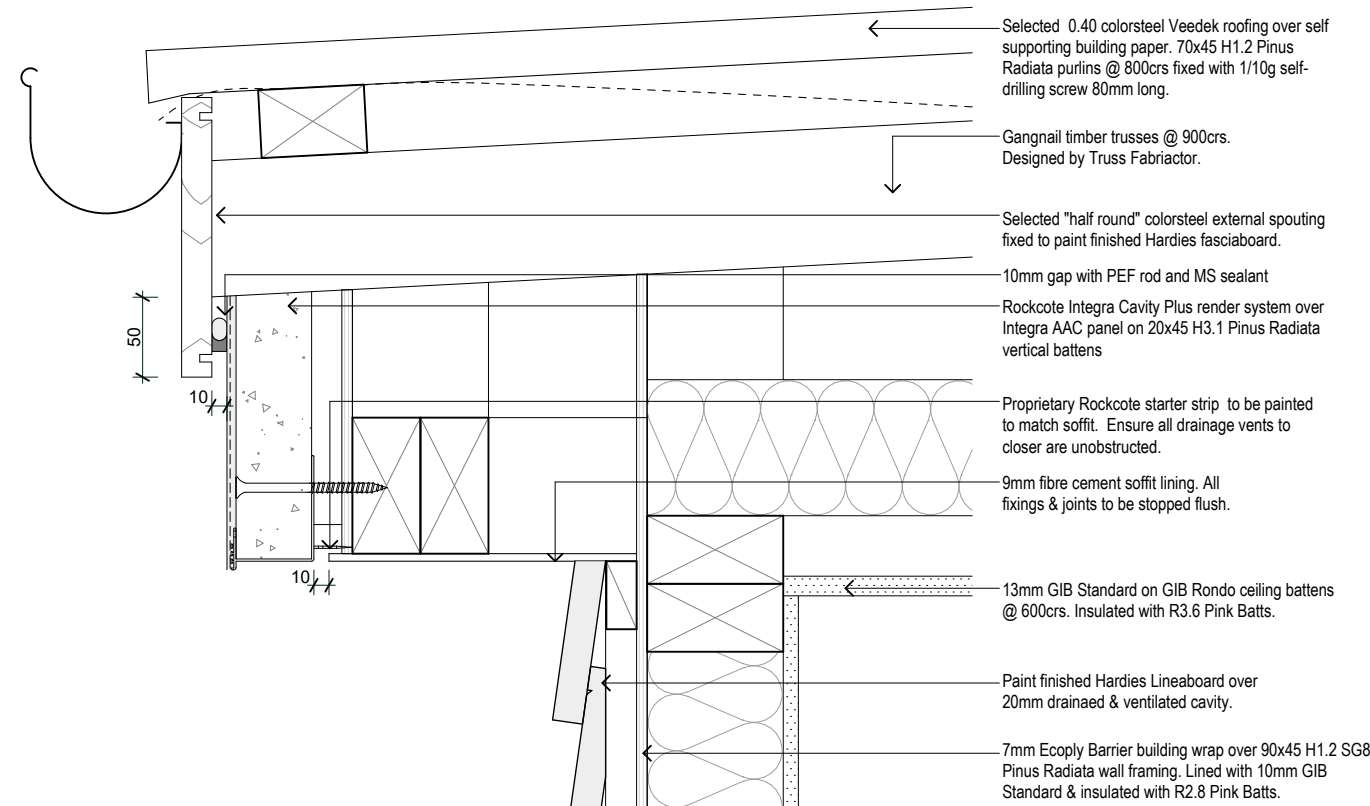 Selected 0.40 colorsteel Veedek roofing over self
supporting building paper. 70x45 H1.2 Pinus
Radiata purlins @ 800crs fixed with 1/10g self-
drilling screw 80mm long.
Gangnail timber trusses @ 900crs.
Designed by Truss Fabriactor.
Selected "half round" colorsteel external spouting
fixed to paint finished Hardies fasciaboard.
10mm gap with PEF rod and MS sealant
Rockcote Integra Cavity Plus render system over
Integra AAC panel on 20x45 H3.1 Pinus Radiata
vertical battens
50
10
Proprietary Rockcote starter strip to be painted
to match soffit. Ensure all drainage vents to
closer are unobstructed.
9mm fibre cement soffit lining. All
fixings & joints to be stopped flush.
10
13mm GIB Standard on GIB Rondo ceiling battens
@ 600crs. Insulated with R3.6 Pink Batts.
Paint finished Hardies Lineaboard over
20mm drainaed & ventilated cavity.
7mm Ecoply Barrier building wrap over 90x45 H1.2 SG8
Pinus Radiata wall framing. Lined with 10mm GIB
Standard & insulated with R2.8 Pink Batts.